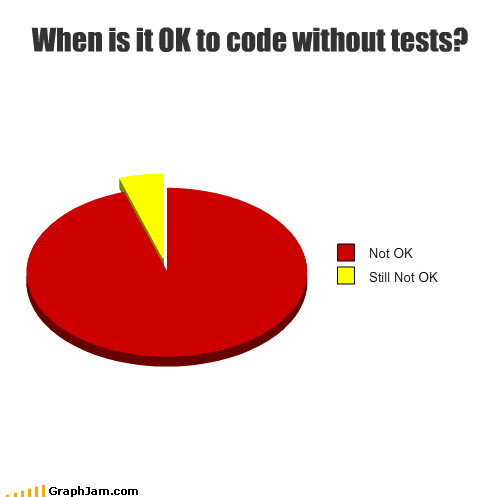 When is it OK to code without tests?
Not OK
Still Not OK
GraphJam.com